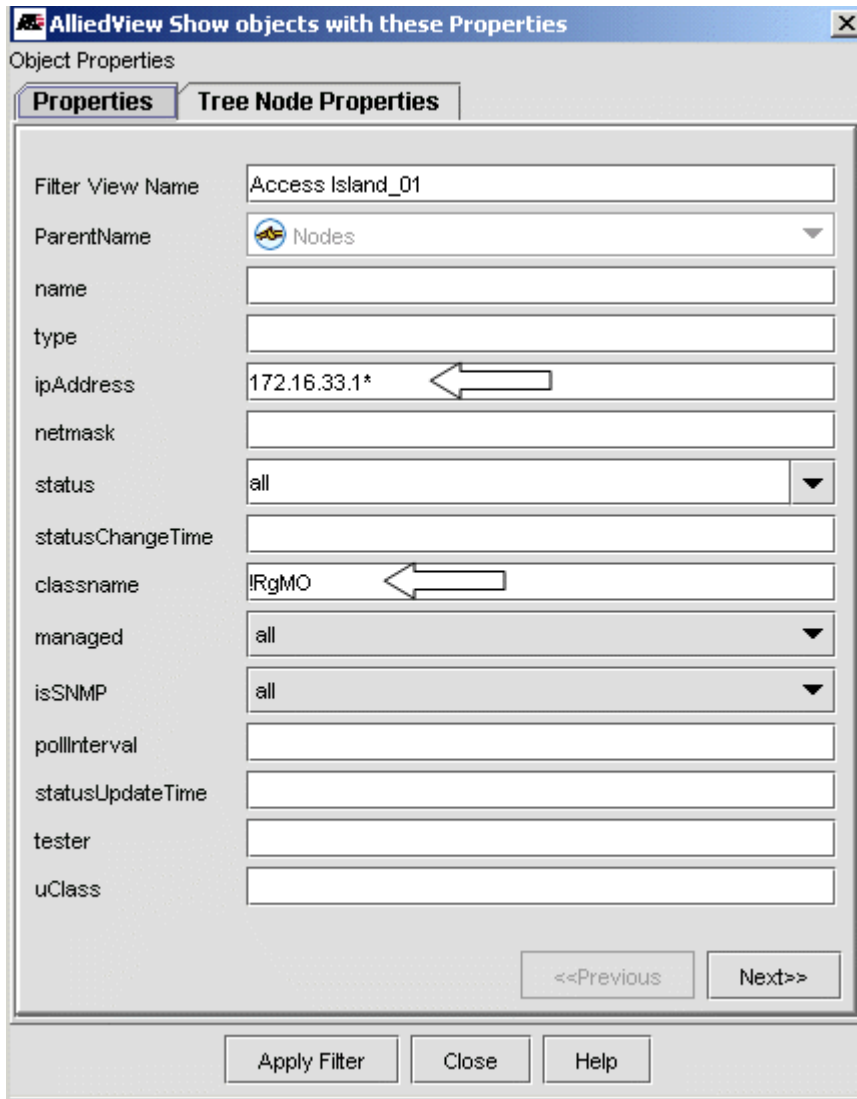 AlliedView Show objects with these Properties
Object Properties
Properties Tree Node Properties
Filter View Name Access Island_01
ParentName Nodes
name
type
ipAddress 172.16.33.1*
netmask
status all
statusChangeTime
classname !RgMO
managed all
isSNMP all
pollInterval
statusUpdateTime
tester
uClass
<<Previous Next>>
Apply Filter Close Help